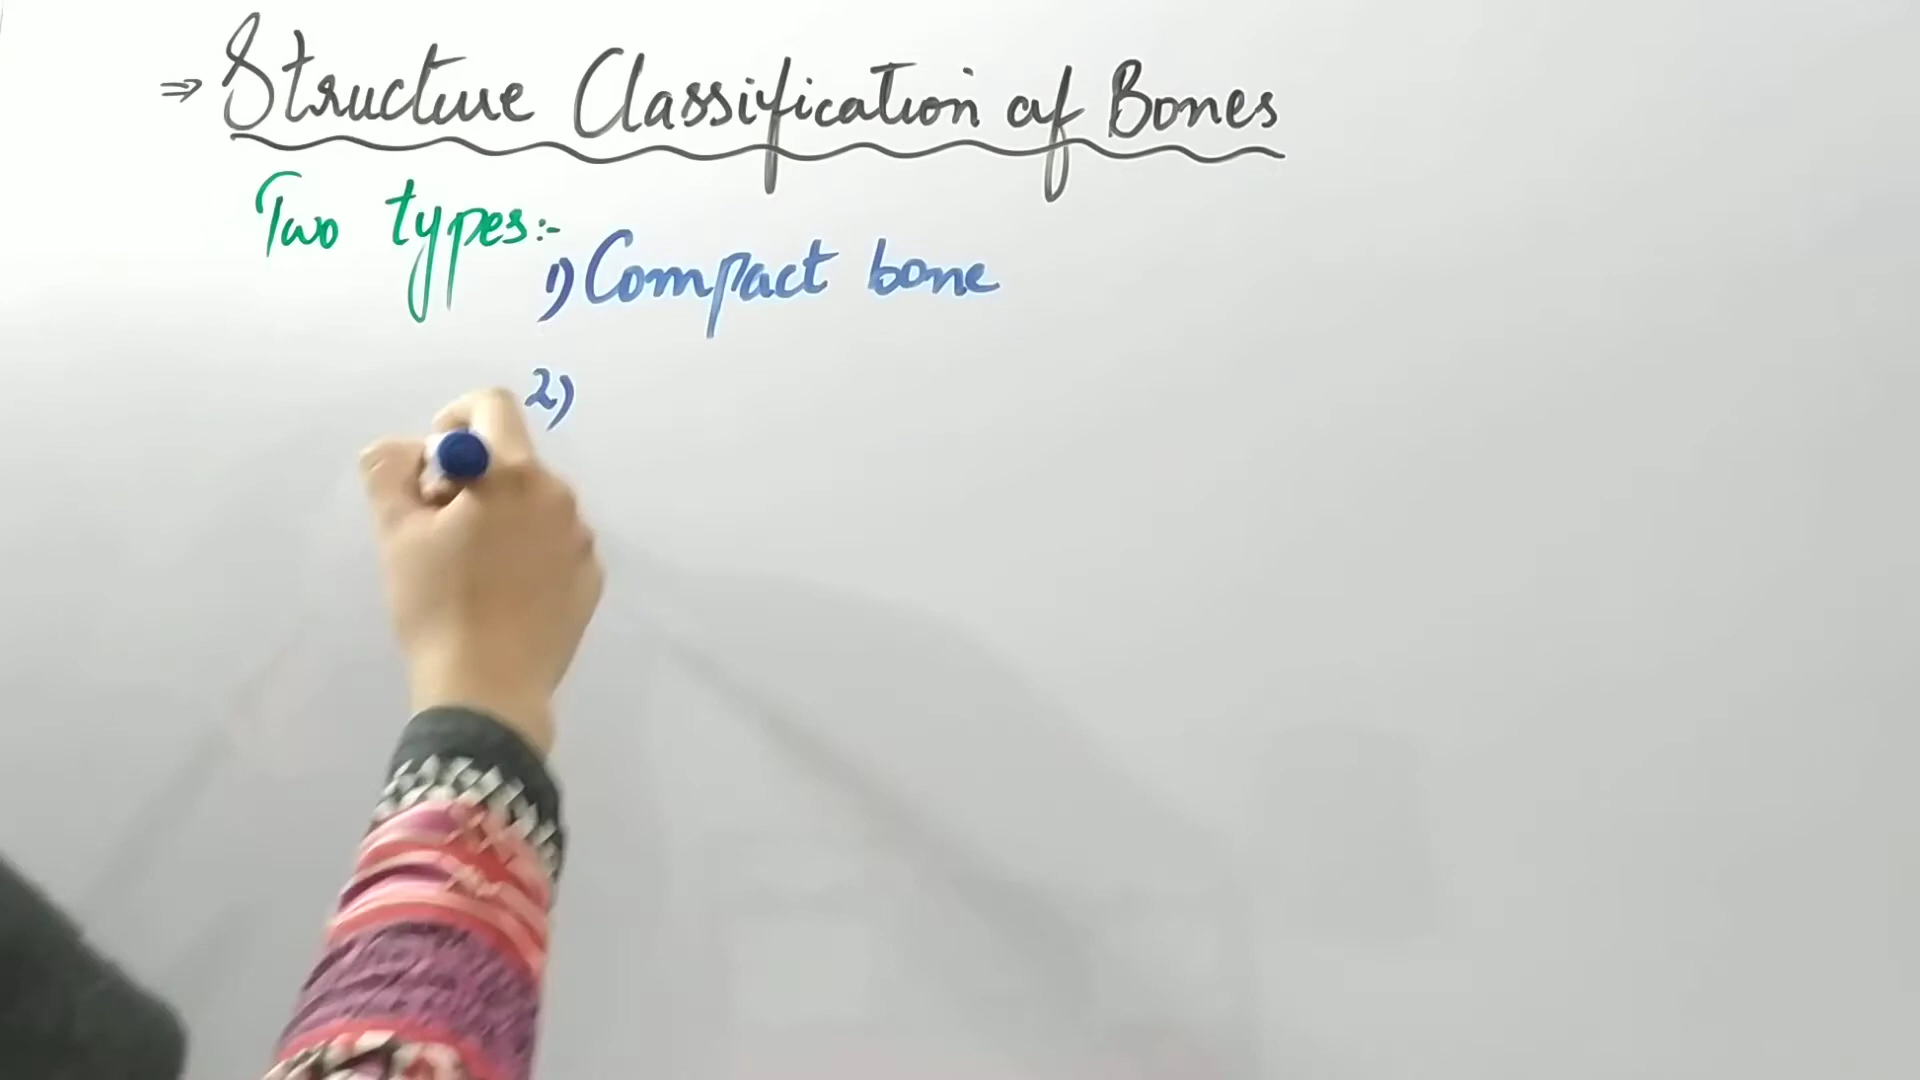 ⇒ Structure Classification of Bones
Two types:-
1) Compact bone
2)